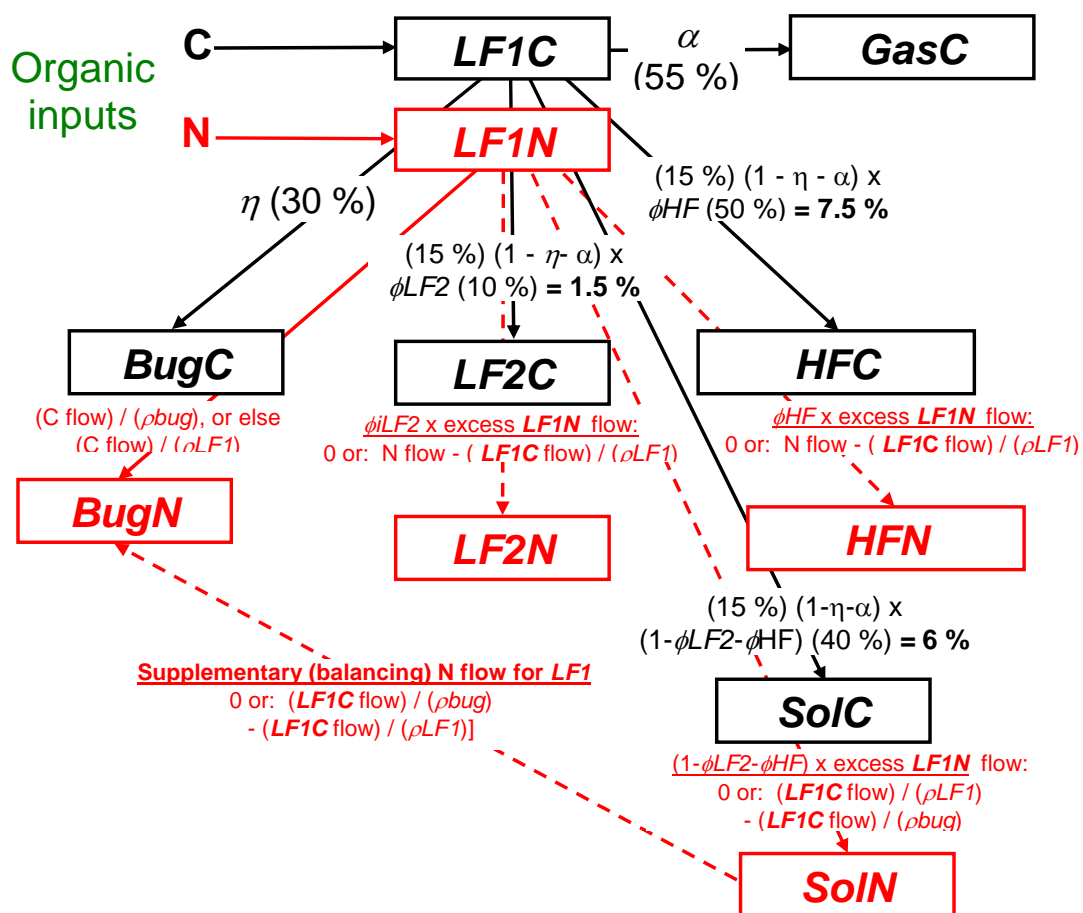 C
LF1C
α
(55 %)
GasC
Organic
inputs
N
LF1N
(15 %) (1 - η - α) x
ϕHF (50 %) = 7.5 %
η (30 %)
(15 %) (1 - η- α) x
ϕLF2 (10 %) = 1.5 %
BugC
LF2C
HFC
(C flow) / (ρbug), or else
(C flow) / (ρLF1)
ϕiLF2 x excess LF1N flow:
0 or: N flow - ( LF1C flow) / (ρLF1)
ϕHF x excess LF1N flow:
0 or: N flow - ( LF1C flow) / (ρLF1)
BugN
LF2N
HFN
(15 %) (1-η-α) x
(1-ϕLF2-ϕHF) (40 %) = 6 %
Supplementary (balancing) N flow for LF1
0 or: (LF1C flow) / (ρbug)
- (LF1C flow) / (ρLF1)]
SolC
(1-ϕLF2-ϕHF) x excess LF1N flow:
0 or: (LF1C flow) / (ρLF1)
- (LF1C flow) / (ρbug)
SolN